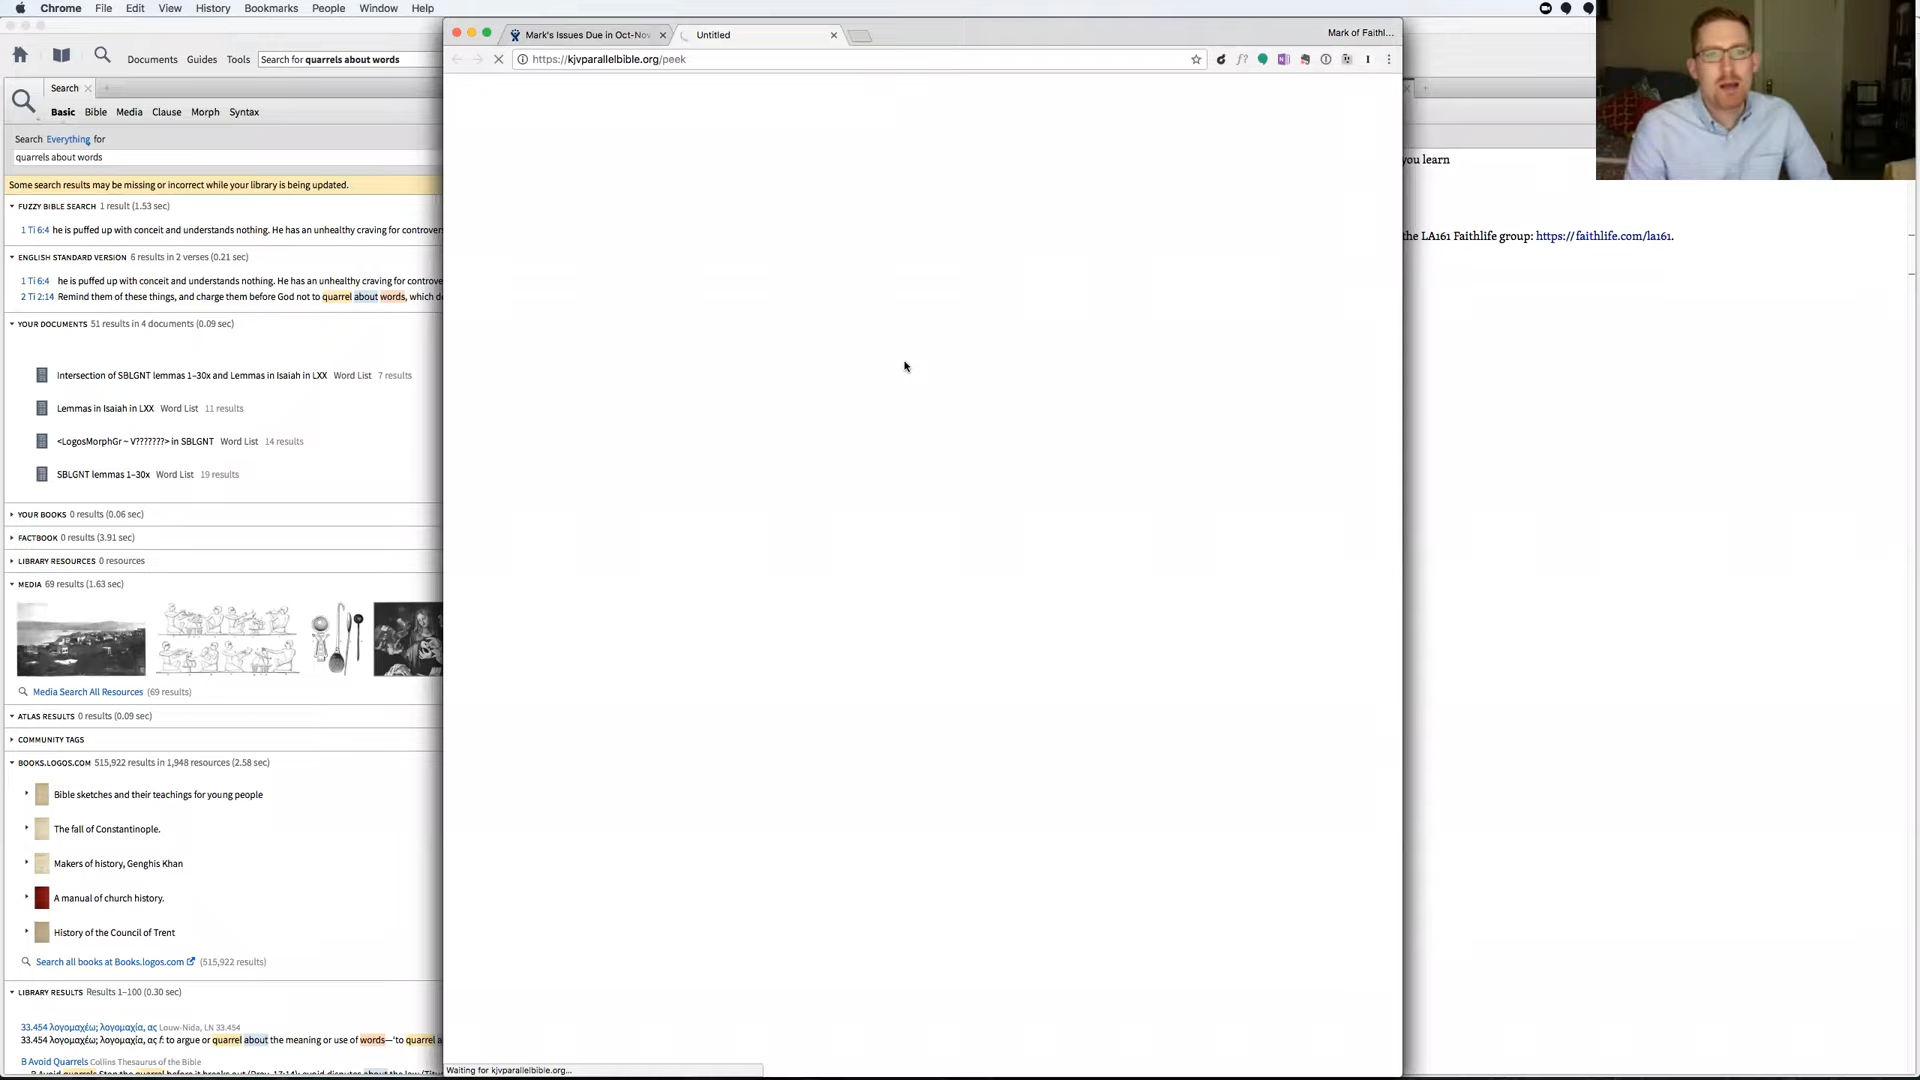 Chrome File Edit View History Bookmarks People Window Help
Mark's Issues Due in Oct-Nov
Untitled
Mark of Faithl...
https://kjvparallelbible.org/peek
Documents Guides Tools Search for quarrels about words
Search
Basic Bible Media Clause Morph Syntax
Search Everything for
quarrels about words
Some search results may be missing or incorrect while your library is being updated.
FUZZY BIBLE SEARCH 1 result (1.53 sec)
1 Ti 6:4 he is puffed up with conceit and understands nothing. He has an unhealthy craving for controver
ENGLISH STANDARD VERSION 6 results in 2 verses (0.21 sec)
1 Ti 6:4 he is puffed up with conceit and understands nothing. He has an unhealthy craving for controve
2 Ti 2:14 Remind them of these things, and charge them before God not to quarrel about words, which d
YOUR DOCUMENTS 51 results in 4 documents (0.09 sec)
Intersection of SBLGNT lemmas 1–30x and Lemmas in Isaiah in LXX Word List 7 results
Lemmas in Isaiah in LXX Word List 11 results
<LogosMorphGr ~ V???????> in SBLGNT Word List 14 results
SBLGNT lemmas 1–30x Word List 19 results
YOUR BOOKS 0 results (0.06 sec)
FACTBOOK 0 results (3.91 sec)
LIBRARY RESOURCES 0 resources
MEDIA 69 results (1.63 sec)
Media Search All Resources (69 results)
ATLAS RESULTS 0 results (0.09 sec)
COMMUNITY TAGS
BOOKS.LOGOS.COM 515,922 results in 1,948 resources (2.58 sec)
Bible sketches and their teachings for young people
The fall of Constantinople.
Makers of history, Genghis Khan
A manual of church history.
History of the Council of Trent
Search all books at Books.logos.com (515,922 results)
LIBRARY RESULTS Results 1–100 (0.30 sec)
33.454 λογομαχέω; λογομαχία, ας Louw-Nida, LN 33.454
33.454 λογομαχέω; λογομαχία, ας f: to argue or quarrel about the meaning or use of words—'to quarrel a
B Avoid Quarrels Collins Thesaurus of the Bible
you learn
the LA161 Faithlife group: https://faithlife.com/la161.
Waiting for kjvparallelbible.org...